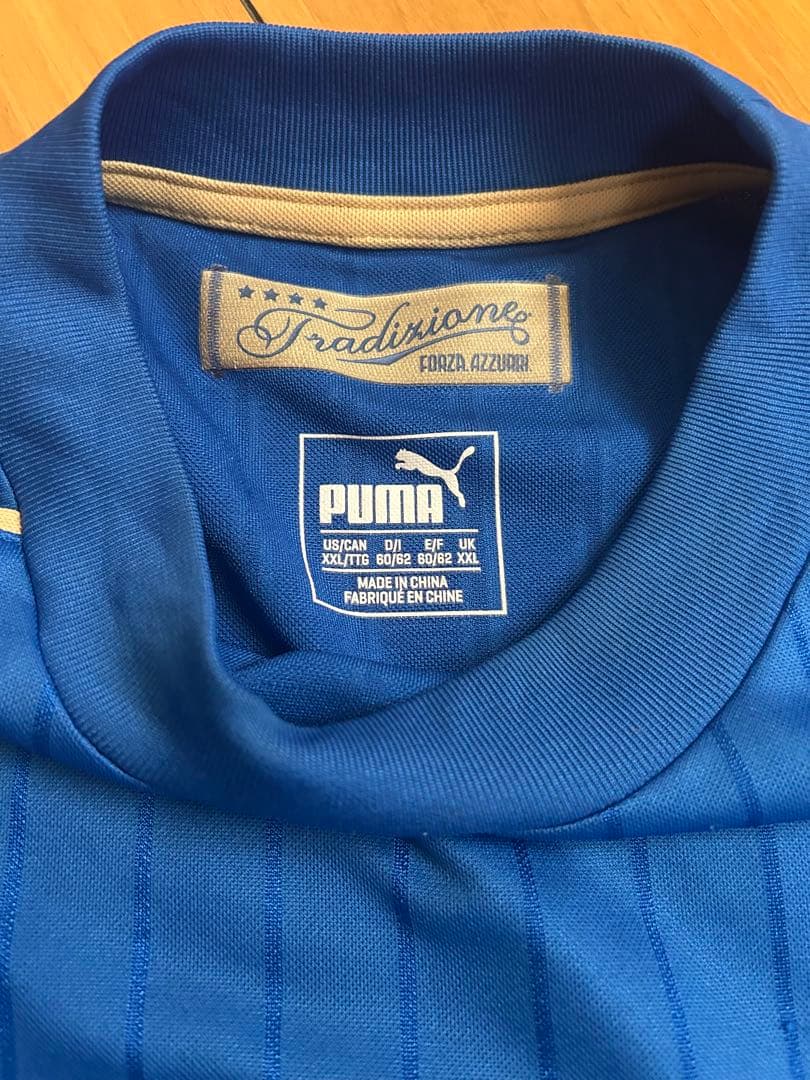 Tradizione
FORZA AZZURRI
PUMA
US/CAN D/I E/F UK
XXL/TTG 60/62 60/62 XXL
MADE IN CHINA
FABRIQUÉ EN CHINE